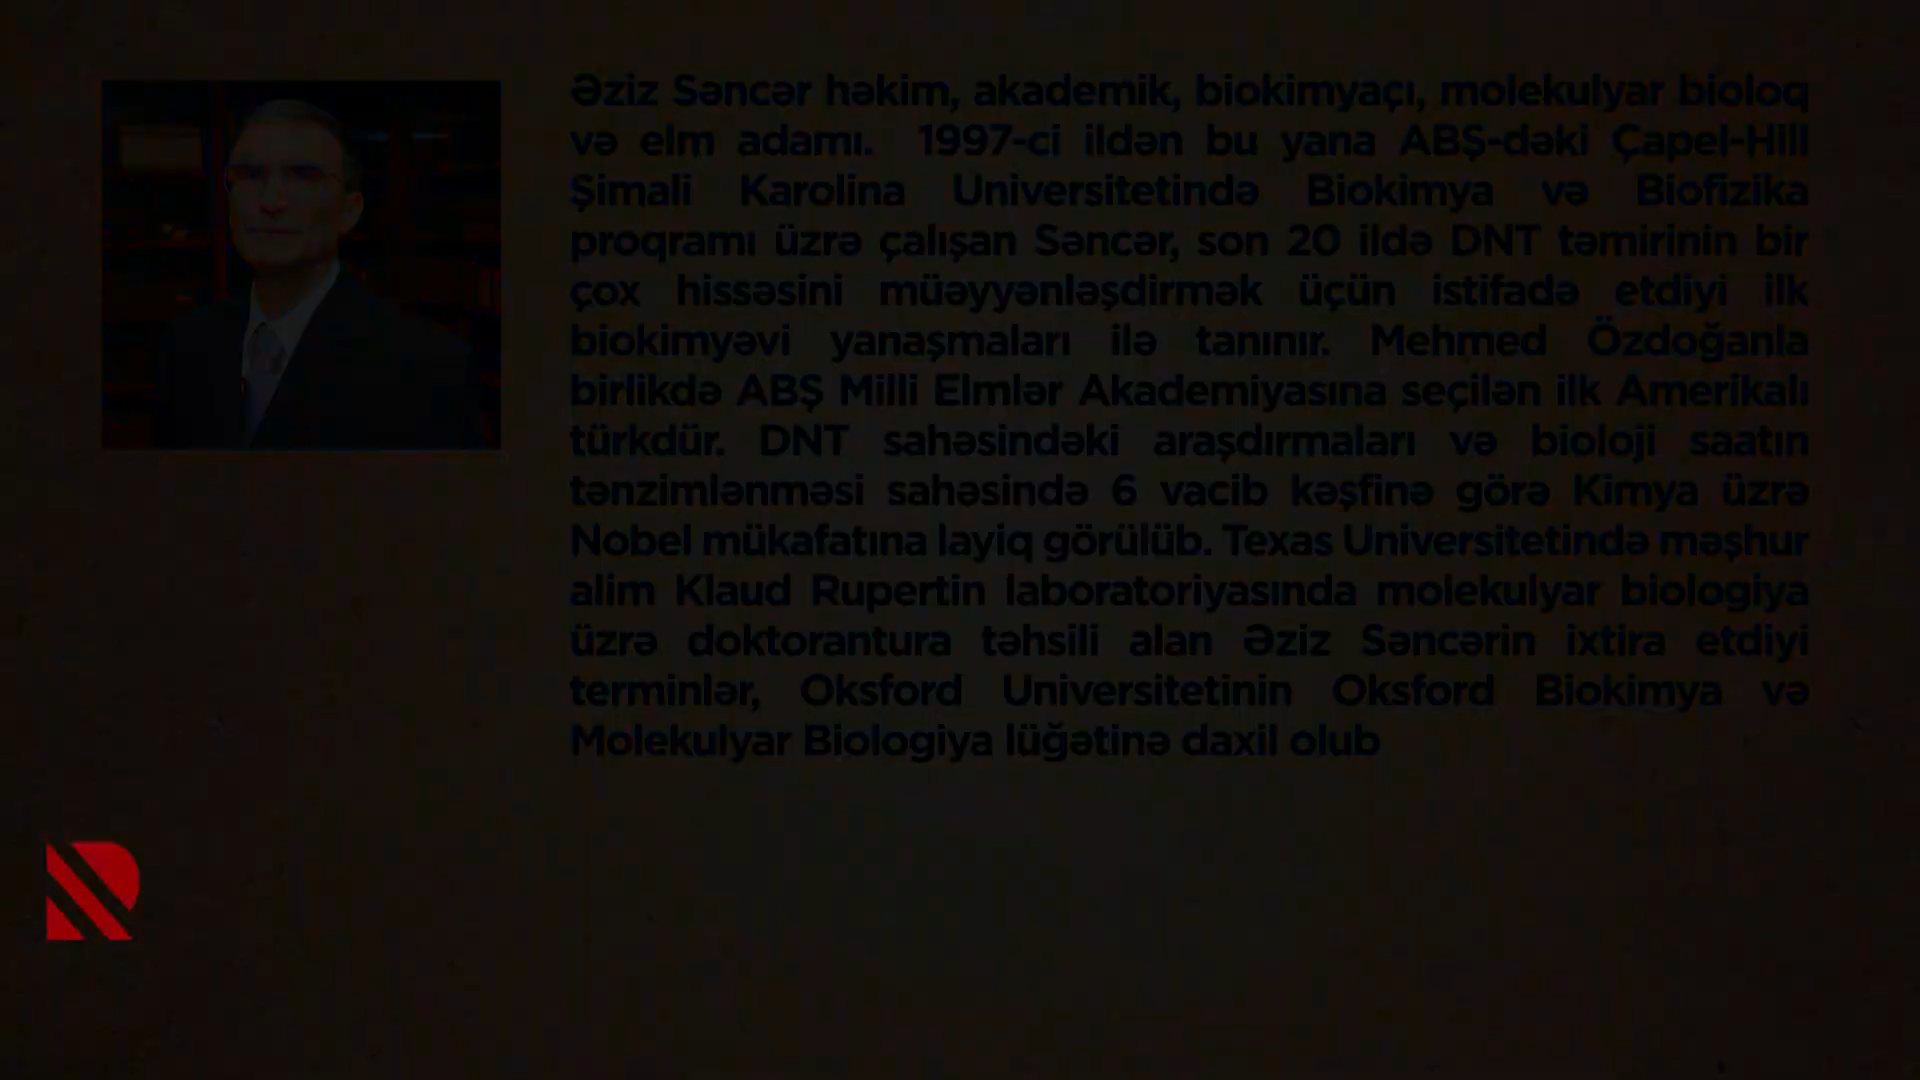 Əziz Səncər həkim, akademik, biokimyaçı, molekulyar bioloq
və elm adamı. 1997-ci ildən bu yana ABŞ-dəki Çapel-Hill
Şimali Karolina Universitetində Biokimya və Biofizika
proqramı üzrə çalışan Səncər, son 20 ildə DNT təmirinin bir
çox hissəsini müəyyənləşdirmək üçün istifadə etdiyi ilk
biokimyəvi yanaşmaları ilə tanınır. Mehmed Özdoğanla
birlikdə ABŞ Milli Elmlər Akademiyasına seçilən ilk Amerikalı
türkdür. DNT sahəsindəki araşdırmaları və bioloji saatın
tənzimlənməsi sahəsində 6 vacib kəşfinə görə Kimya üzrə
Nobel mükafatına layiq görülüb. Texas Universitetində məşhur
alim Klaud Rupertin laboratoriyasında molekulyar biologiya
üzrə doktorantura təhsili alan Əziz Səncərin ixtira etdiyi
terminlər, Oksford Universitetinin Oksford Biokimya və
Molekulyar Biologiya lüğətinə daxil olub